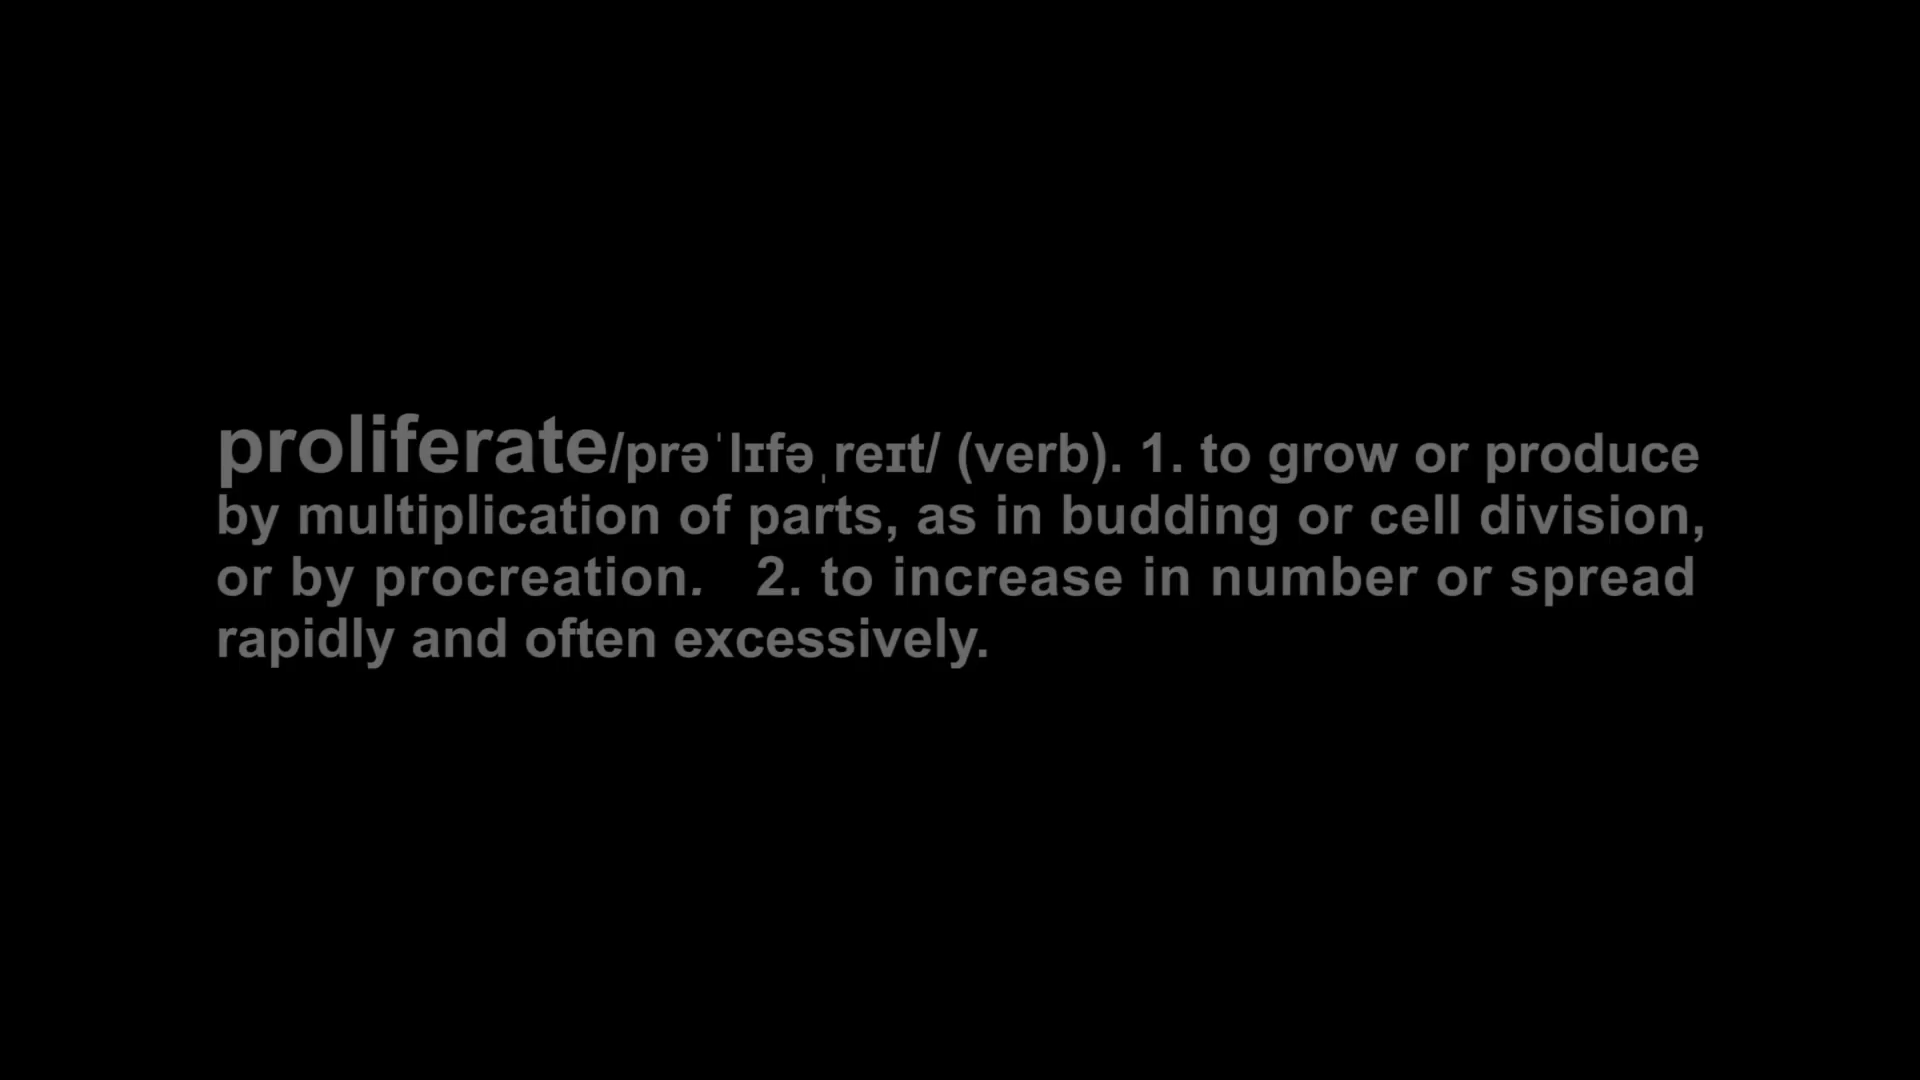 proliferate/prəˈlɪfəˌreɪt/ (verb). 1. to grow or produce
by multiplication of parts, as in budding or cell division,
or by procreation. 2. to increase in number or spread
rapidly and often excessively.